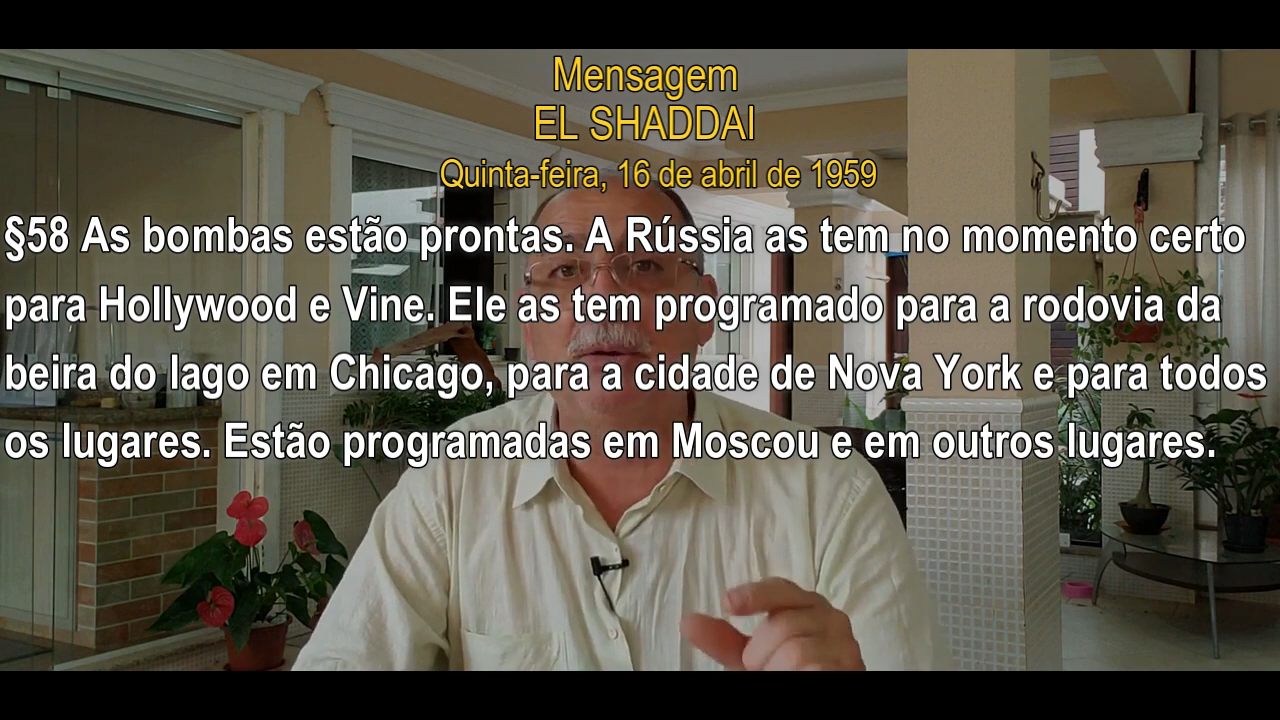 Mensagem
EL SHADDAI
Quinta-feira, 16 de abril de 1959
§58 As bombas estão prontas. A Rússia as tem no momento certo
para Hollywood e Vine. Ele as tem programado para a rodovia da
beira do lago em Chicago, para a cidade de Nova York e para todos
os lugares. Estão programadas em Moscou e em outros lugares.